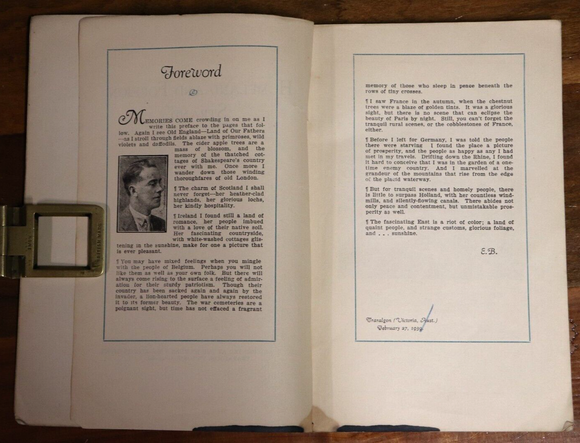 Foreword
MEMORIES COME crowding in on me as I
write this preface to the pages that fol-
low. Again I see Old England—Land of Our Fathers
—as I stroll through fields ablaze with primroses, wild
violets and daffodils. The cider apple trees are a
mass of blossom, and the
memory of the thatched cot-
tages of Shakespeare's country
ever with me. Once more I
wander down those winding
thoroughfares of old London.
¶ The charm of Scotland I shall
never forget—her heather-clad
highlands, her glorious lochs,
her kindly hospitality.
¶ Ireland I found still a land of
romance, her people imbued
with a love of their native soil.
Her fascinating countryside,
with white-washed cottages glis-
tening in the sunshine, make for one a picture that
is ever pleasant.
¶ You may have mixed feelings when you mingle
with the people of Belgium. Perhaps you will not
like them as well as your own folk. But there will
always come rising to the surface a feeling of admir-
ation for their sturdy patriotism. Though their
country has been sacked again and again by the
invader, a lion-hearted people have always restored
it to its former beauty. The war cemeteries are a
poignant sight, but time has not effaced a fragrant
memory of those who sleep in peace beneath the
rows of tiny crosses.
¶ I saw France in the autumn, when the chestnut
trees were a blaze of golden tints. It was a glorious
sight, but there is no scene that can eclipse the
beauty of Paris by night. Still, you can't forget the
tranquil rural scenes, or the cobblestones of France,
either.
¶ Before I left for Germany, I was told the people
there were starving. I found the place a picture
of prosperity, and the people as happy as any I had
met in my travels. Drifting down the Rhine, I found
it hard to conceive that I was in the garden of a one-
time enemy country. And I marvelled at the
grandeur of the mountains that rise from the edge
of the placid waterway.
¶ But for tranquil scenes and homely people, there
is little to surpass Holland, with her countless wind-
mills, and silently-flowing canals. There abides not
only peace and contentment, but unmistakable pros-
perity as well.
¶ The fascinating East is a riot of color; a land of
quaint people, and strange customs, glorious foliage,
and . . . sunshine.
E.B.
Traralgon (Victoria, Aust.)
February 27,